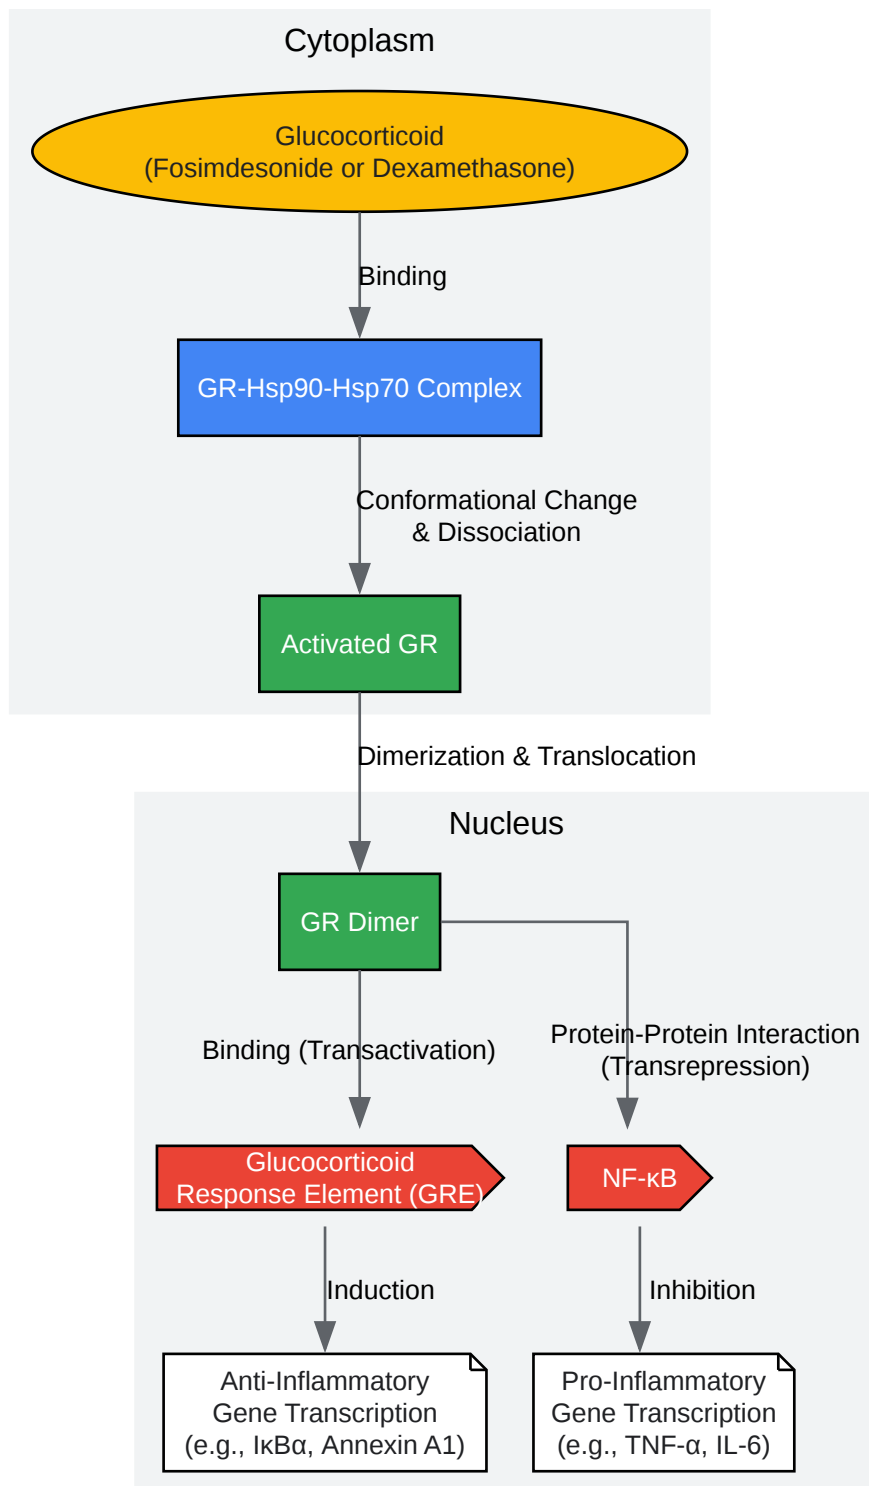 Cytoplasm
Glucocorticoid
(Fosimdesonide or Dexamethasone)
Binding
GR-Hsp90-Hsp70 Complex
Conformational Change
& Dissociation
Activated GR
Dimerization & Translocation
Nucleus
GR Dimer
Binding (Transactivation)
Protein-Protein Interaction
(Transrepression)
Glucocorticoid
Response Element (GRE)
NF-κB
Induction
Inhibition
Anti-Inflammatory
Gene Transcription
(e.g., IκBα, Annexin A1)
Pro-Inflammatory
Gene Transcription
(e.g., TNF-α, IL-6)